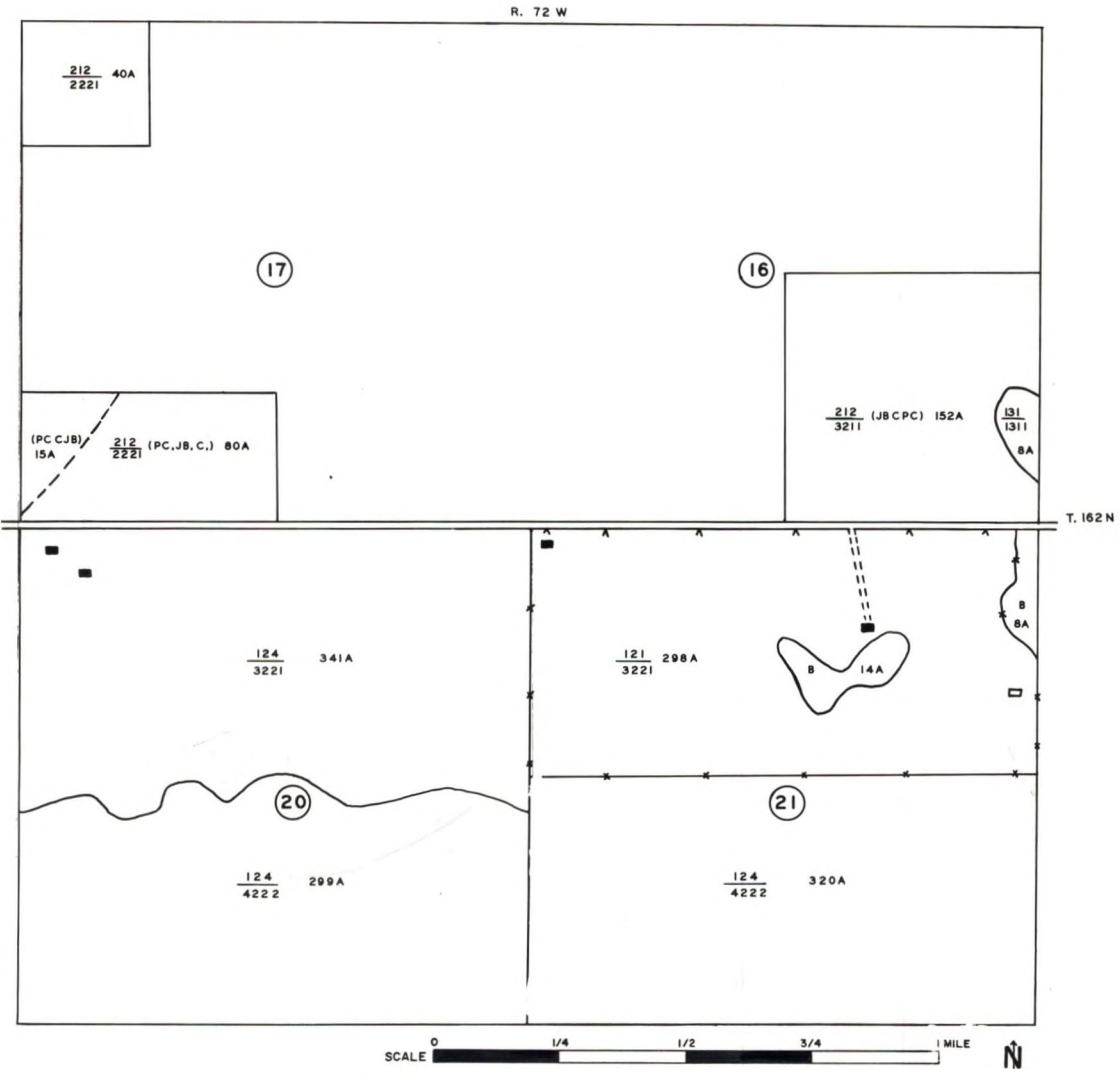 R. 72 W
212
2221
40A
17
16
212
3211
(JBCPC) 152A
131
1311
8A
(PC CJB)
15A
212
2221
(PC,JB,C,) 80A
T. 162 N
B
8A
124
3221
341A
121
3221
298A
B
14A
20
21
124
4222
299A
124
4222
320A
SCALE
0 1/4 1/2 3/4 1 MILE
N